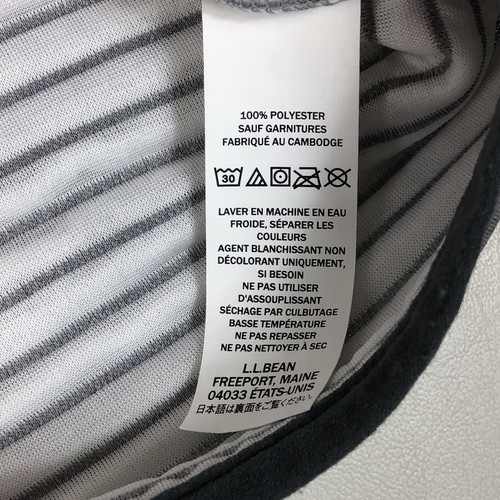 100% POLYESTER
SAUF GARNITURES
FABRIQUÉ AU CAMBODGE
30
LAVER EN MACHINE EN EAU
FROIDE, SÉPARER LES
COULEURS
AGENT BLANCHISSANT NON
DÉCOLORANT UNIQUEMENT,
SI BESOIN
NE PAS UTILISER
D'ASSOUPLISSANT
SÉCHAGE PAR CULBUTAGE
BASSE TEMPÉRATURE
NE PAS REPASSER
NE PAS NETTOYER À SEC
L.L.BEAN
FREEPORT, MAINE
04033 ÉTATS-UNIS
日本語は裏面をご覧ください。